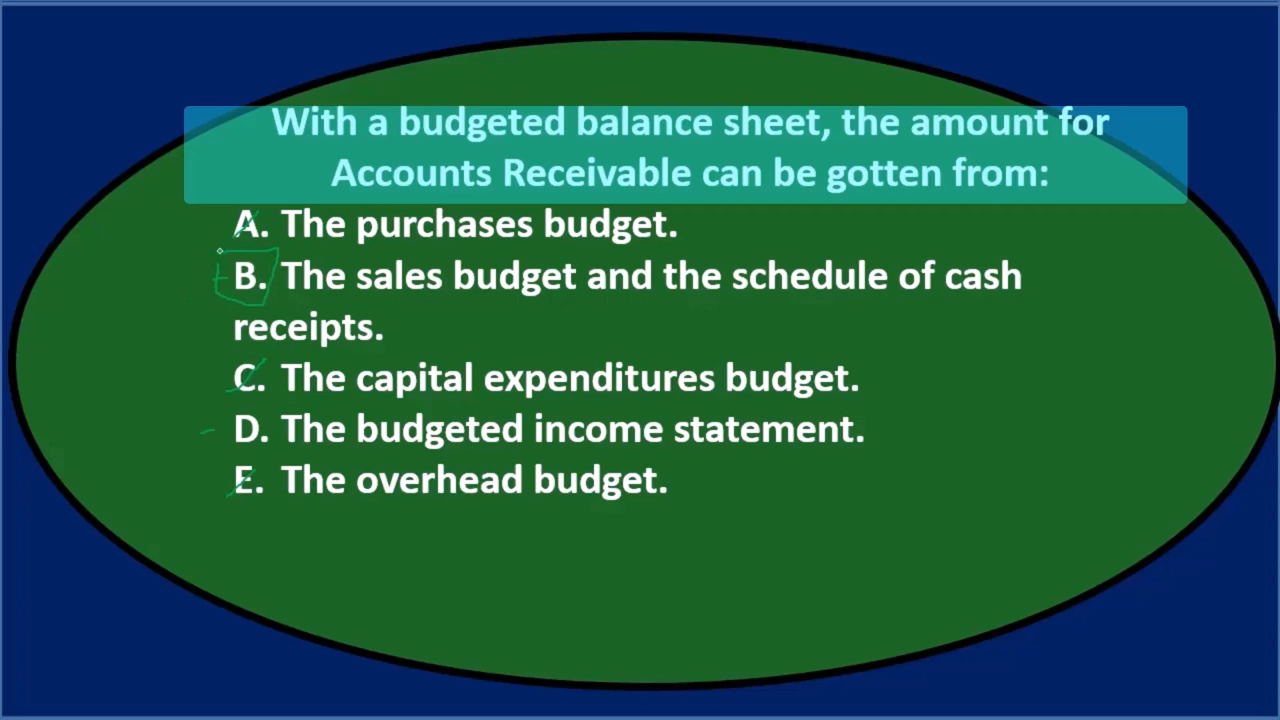 With a budgeted balance sheet, the amount for
Accounts Receivable can be gotten from:
A. The purchases budget.
B. The sales budget and the schedule of cash
receipts.
C. The capital expenditures budget.
D. The budgeted income statement.
E. The overhead budget.